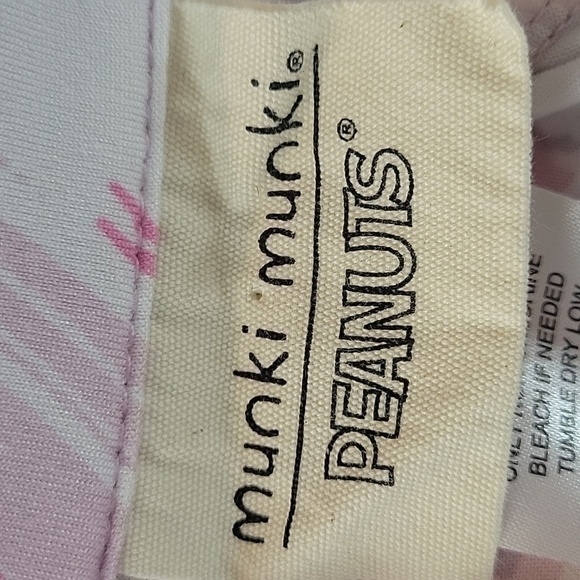 munki munki®
PEANUTS®
BLEACH IF NEEDED
TUMBLE DRY LOW